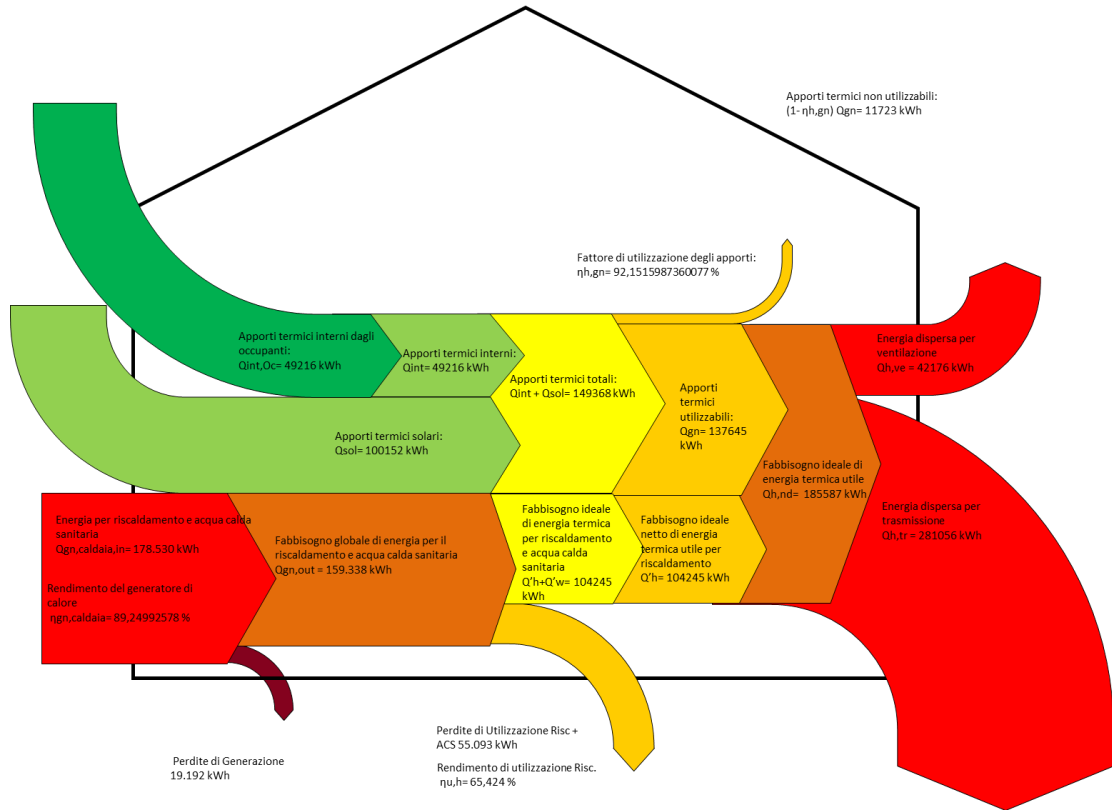 Apporti termici non utilizzabili:
(1- ηh,gn) Qgn= 11723 kWh
Fattore di utilizzazione degli apporti:
ηh,gn= 92,1515987360077 %
Apporti termici interni dagli
occupanti:
Qint,Oc= 49216 kWh
Apporti termici interni:
Qint= 49216 kWh
Apporti termici totali:
Qint + Qsol= 149368 kWh
Apporti
termici
utilizzabili:
Qgn= 137645
kWh
Energia dispersa per
ventilazione
Qh,ve= 42176 kWh
Apporti termici solari:
Qsol= 100152 kWh
Fabbisogno ideale di
energia termica utile
Qh,nd= 185587 kWh
Energia dispersa per
trasmissione
Qh,tr= 281056 kWh
Energia per riscaldamento e acqua calda
sanitaria
Qgn,caldaia,in= 178.530 kWh
Rendimento del generatore di
calore
ηgn,caldaia= 89,24992578 %
Fabbisogno globale di energia per il
riscaldamento e acqua calda sanitaria
Qgn,out = 159.338 kWh
Fabbisogno ideale
di energia termica
per riscaldamento
e acqua calda
sanitaria
Q'h+Q'w= 104245
kWh
Fabbisogno ideale
netto di energia
termica utile per
riscaldamento
Q'h= 104245 kWh
Perdite di Generazione
19.192 kWh
Perdite di Utilizzazione Risc +
ACS 55.093 kWh
Rendimento di utilizzazione Risc.
ηu,h= 65,424 %